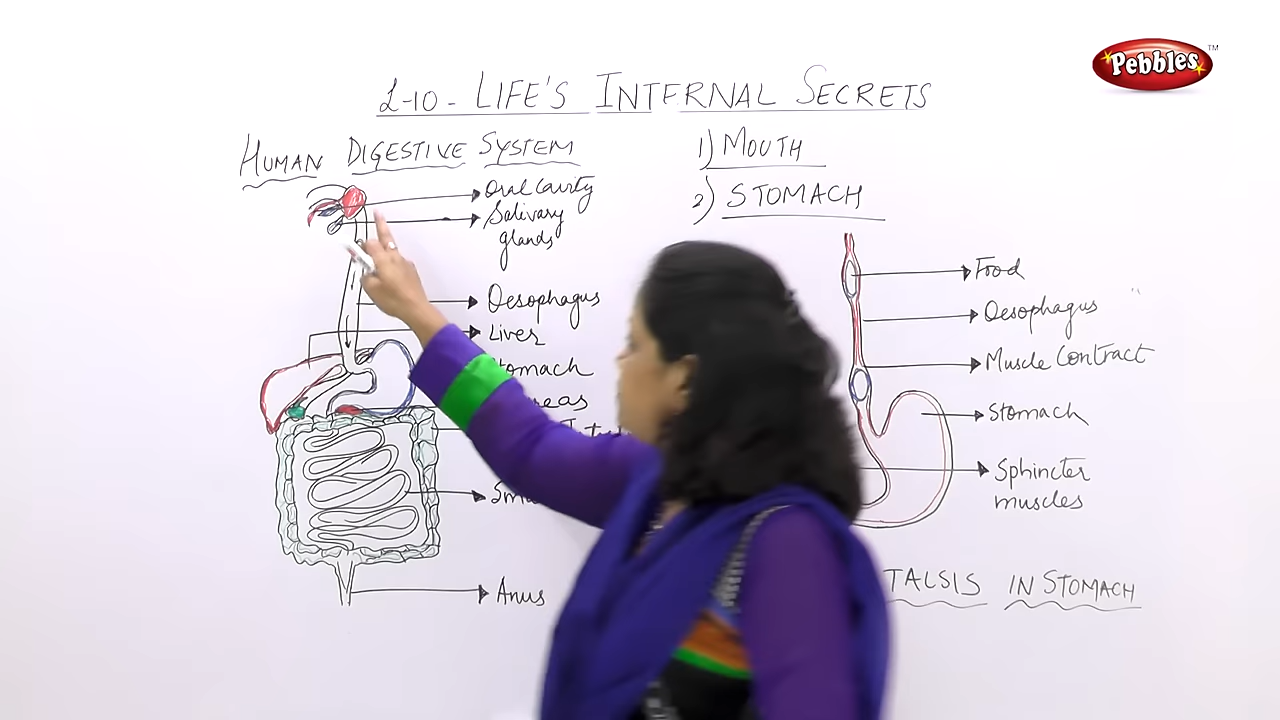 Pebbles TM
L-10 - LIFE'S INTERNAL SECRETS
HUMAN DIGESTIVE SYSTEM
Oral Cavity
Salivary
glands
Oesophagus
Liver
Anus
1) MOUTH
2) STOMACH
Food
Oesophagus
Muscle Contract
Stomach
Sphincter
muscles
IN STOMACH